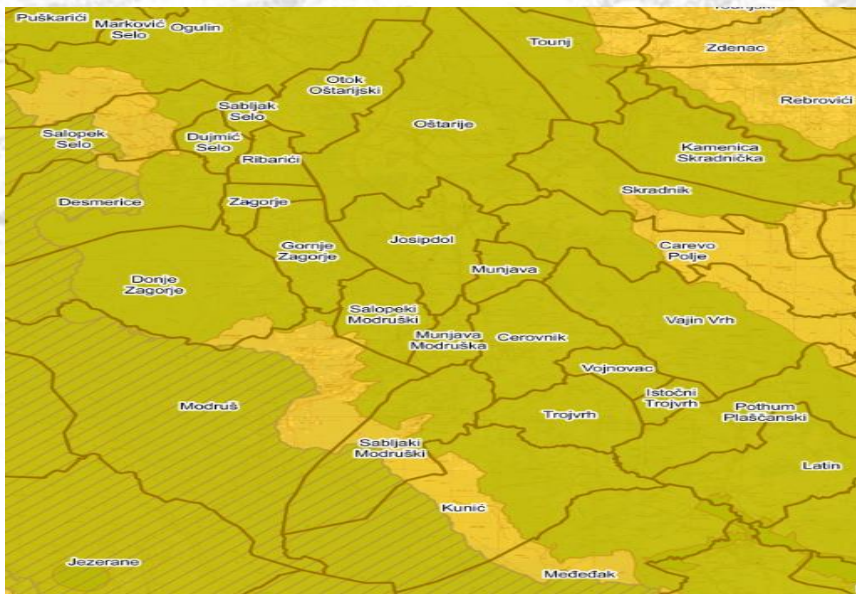 Puškarići
Marković
Selo
Ogulin
Tounj
Zdenac
Rebrovići
Otok
Oštarijski
Sabljak
Selo
Oštarije
Salopek
Selo
Dujmić
Selo
Ribarići
Kamenica
Skradnička
Skradnik
Desmerice
Zagorje
Gornje
Zagorje
Josipdol
Carevo
Polje
Munjava
Donje
Zagorje
Salopeki
Modruški
Munjava
Modruška
Cerovnik
Vajin Vrh
Vojnovac
Modruš
Trojvrh
Istočni
Trojvrh
Pothum
Plaščanski
Sabljaki
Modruški
Latin
Kunić
Jezerane
Međeđak